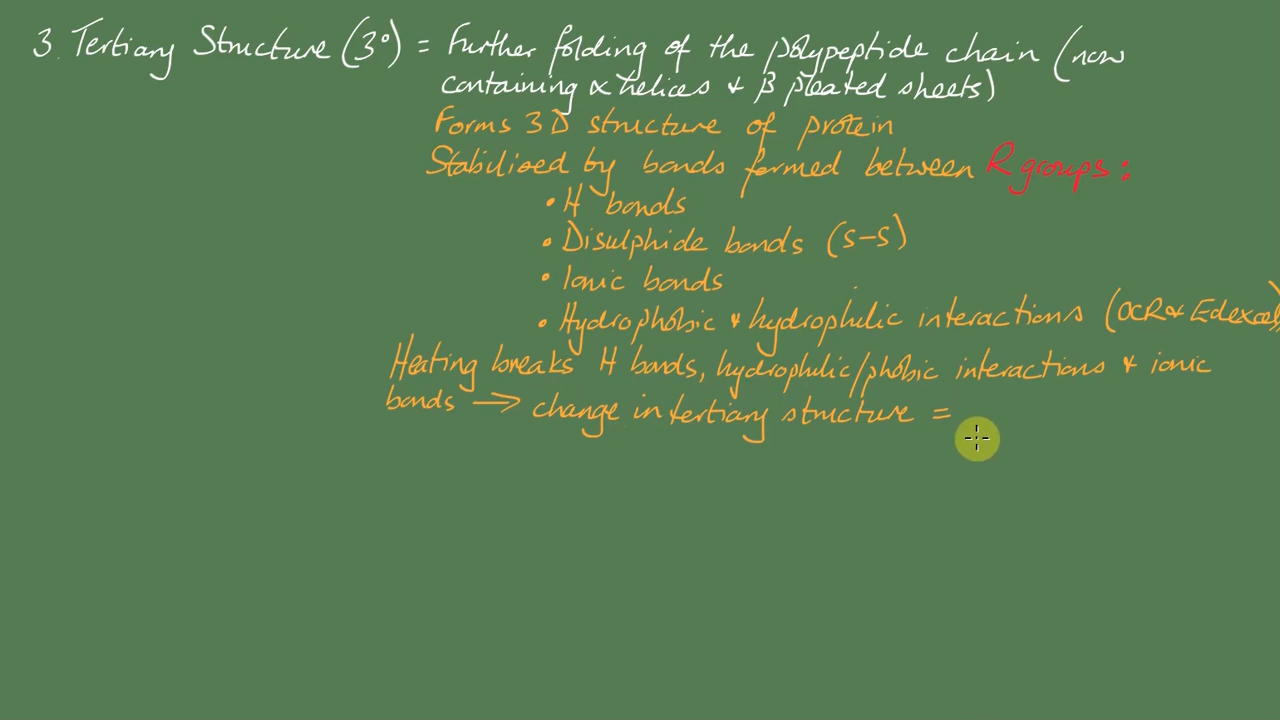 3. Tertiary Structure (3°) = Further folding of the polypeptide chain (now
containing α helices & β pleated sheets)
Forms 3D structure of protein
Stabilised by bonds formed between R groups:
• H bonds
• Disulphide bonds (S-S)
• Ionic bonds
• Hydrophobic & hydrophilic interactions (OCR & Edexcel)
Heating breaks H bonds, hydrophilic/phobic interactions & ionic
bonds → change in tertiary structure =